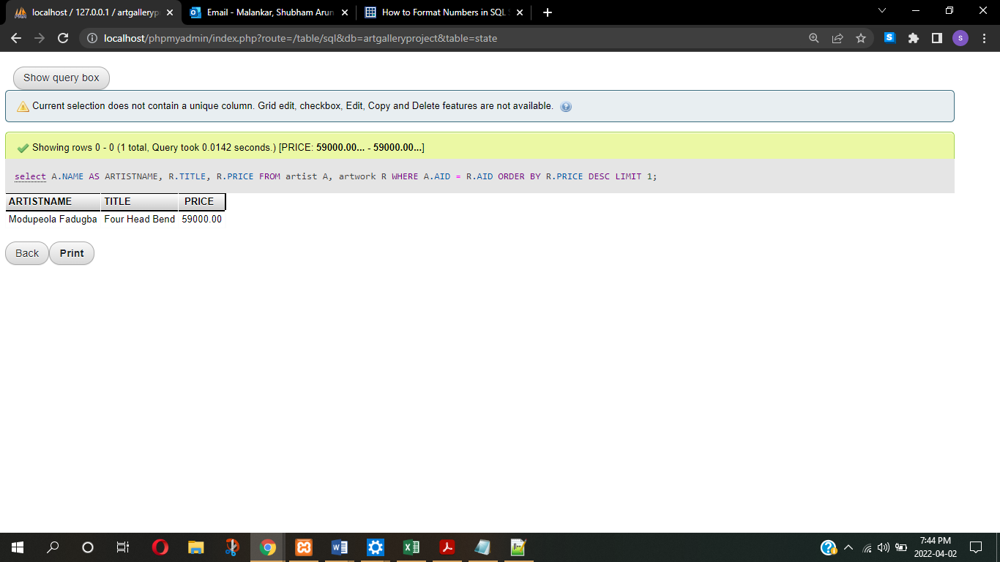 localhost / 127.0.0.1 / artgalleryp
Email - Malankar, Shubham Arun
How to Format Numbers in SQL S
localhost/phpmyadmin/index.php?route=/table/sql&db=artgalleryproject&table=state
S
s
Show query box
Current selection does not contain a unique column. Grid edit, checkbox, Edit, Copy and Delete features are not available.
Showing rows 0 - 0 (1 total, Query took 0.0142 seconds.) [PRICE: 59000.00... - 59000.00...]
select A.NAME AS ARTISTNAME, R.TITLE, R.PRICE FROM artist A, artwork R WHERE A.AID = R.AID ORDER BY R.PRICE DESC LIMIT 1;
ARTISTNAME TITLE PRICE
Modupeola Fadugba Four Head Bend 59000.00
Back Print
7:44 PM
2022-04-02